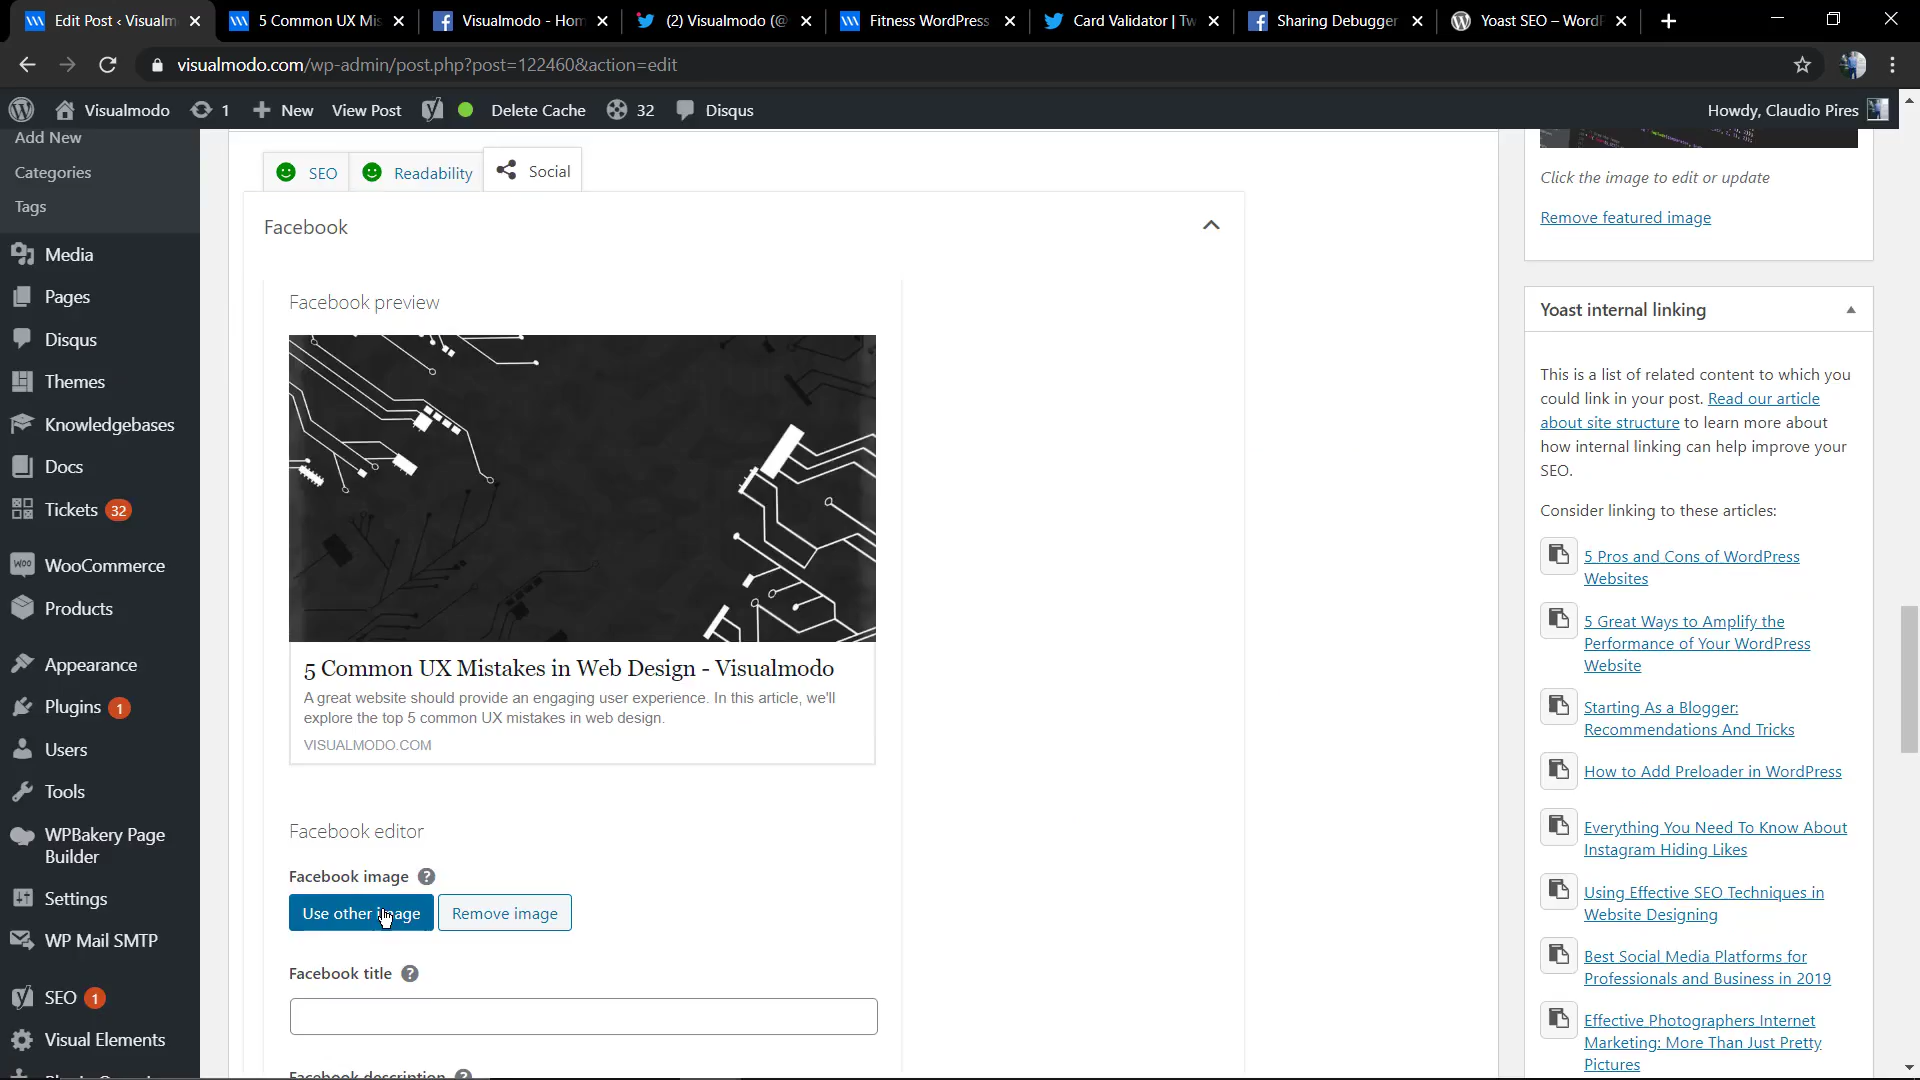 Edit Post ‹ Visualm
5 Common UX Mis
Visualmodo - Hom
(2) Visualmodo (@
Fitness WordPress
Card Validator | Tw
Sharing Debugger
Yoast SEO – WordP
visualmodo.com/wp-admin/post.php?post=122460&action=edit
Visualmodo 1 New View Post Delete Cache 32 Disqus
Howdy, Claudio Pires
Add New
Categories
Tags
Media
Pages
Disqus
Themes
Knowledgebases
Docs
Tickets 32
WooCommerce
Products
Appearance
Plugins 1
Users
Tools
WPBakery Page
Builder
Settings
WP Mail SMTP
SEO 1
Visual Elements
SEO
Readability
Social
Facebook
Facebook preview
5 Common UX Mistakes in Web Design - Visualmodo
A great website should provide an engaging user experience. In this article, we'll
explore the top 5 common UX mistakes in web design.
VISUALMODO.COM
Facebook editor
Facebook image ?
Use other image
Remove image
Facebook title ?
Facebook description ?
Click the image to edit or update
Remove featured image
Yoast internal linking
This is a list of related content to which you
could link in your post. Read our article
about site structure to learn more about
how internal linking can help improve your
SEO.
Consider linking to these articles:
5 Pros and Cons of WordPress
Websites
5 Great Ways to Amplify the
Performance of Your WordPress
Website
Starting As a Blogger:
Recommendations And Tricks
How to Add Preloader in WordPress
Everything You Need To Know About
Instagram Hiding Likes
Using Effective SEO Techniques in
Website Designing
Best Social Media Platforms for
Professionals and Business in 2019
Effective Photographers Internet
Marketing: More Than Just Pretty
Pictures